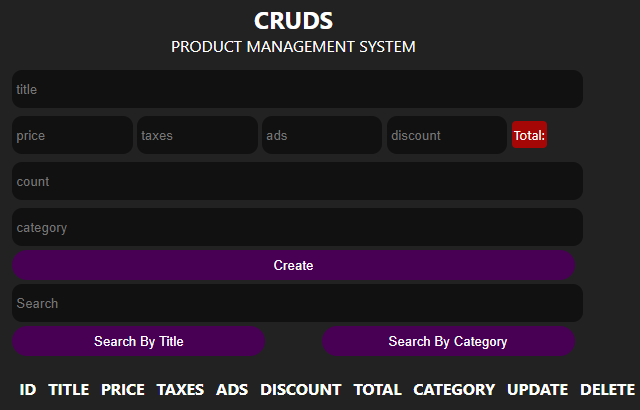 CRUDS
PRODUCT MANAGEMENT SYSTEM
title
price taxes ads discount Total:
count
category
Create
Search
Search By Title Search By Category
ID TITLE PRICE TAXES ADS DISCOUNT TOTAL CATEGORY UPDATE DELETE